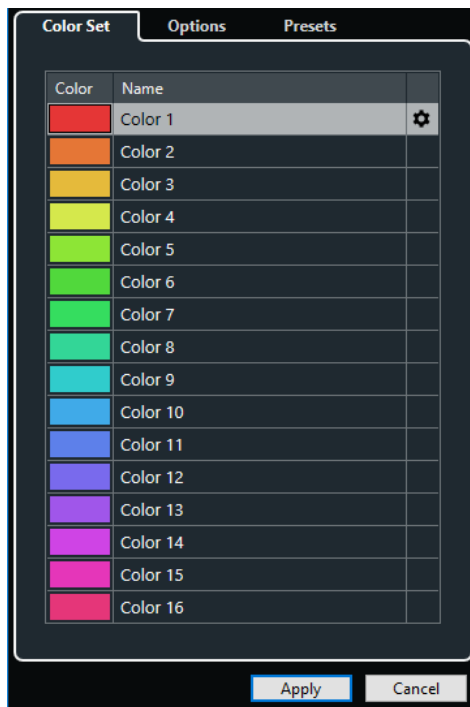 Color Set Options Presets
Color Name
Color 1
Color 2
Color 3
Color 4
Color 5
Color 6
Color 7
Color 8
Color 9
Color 10
Color 11
Color 12
Color 13
Color 14
Color 15
Color 16
Apply Cancel